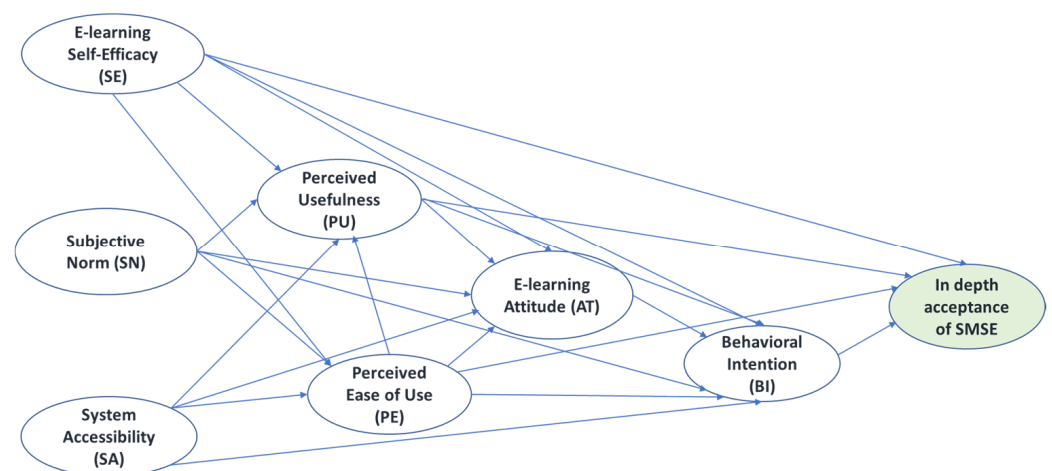 E-learning
Self-Efficacy
(SE)
Perceived
Usefulness
(PU)
Subjective
Norm (SN)
E-learning
Attitude (AT)
In depth
acceptance
of SMSE
Behavioral
Intention
(BI)
Perceived
Ease of Use
(PE)
System
Accessibility
(SA)